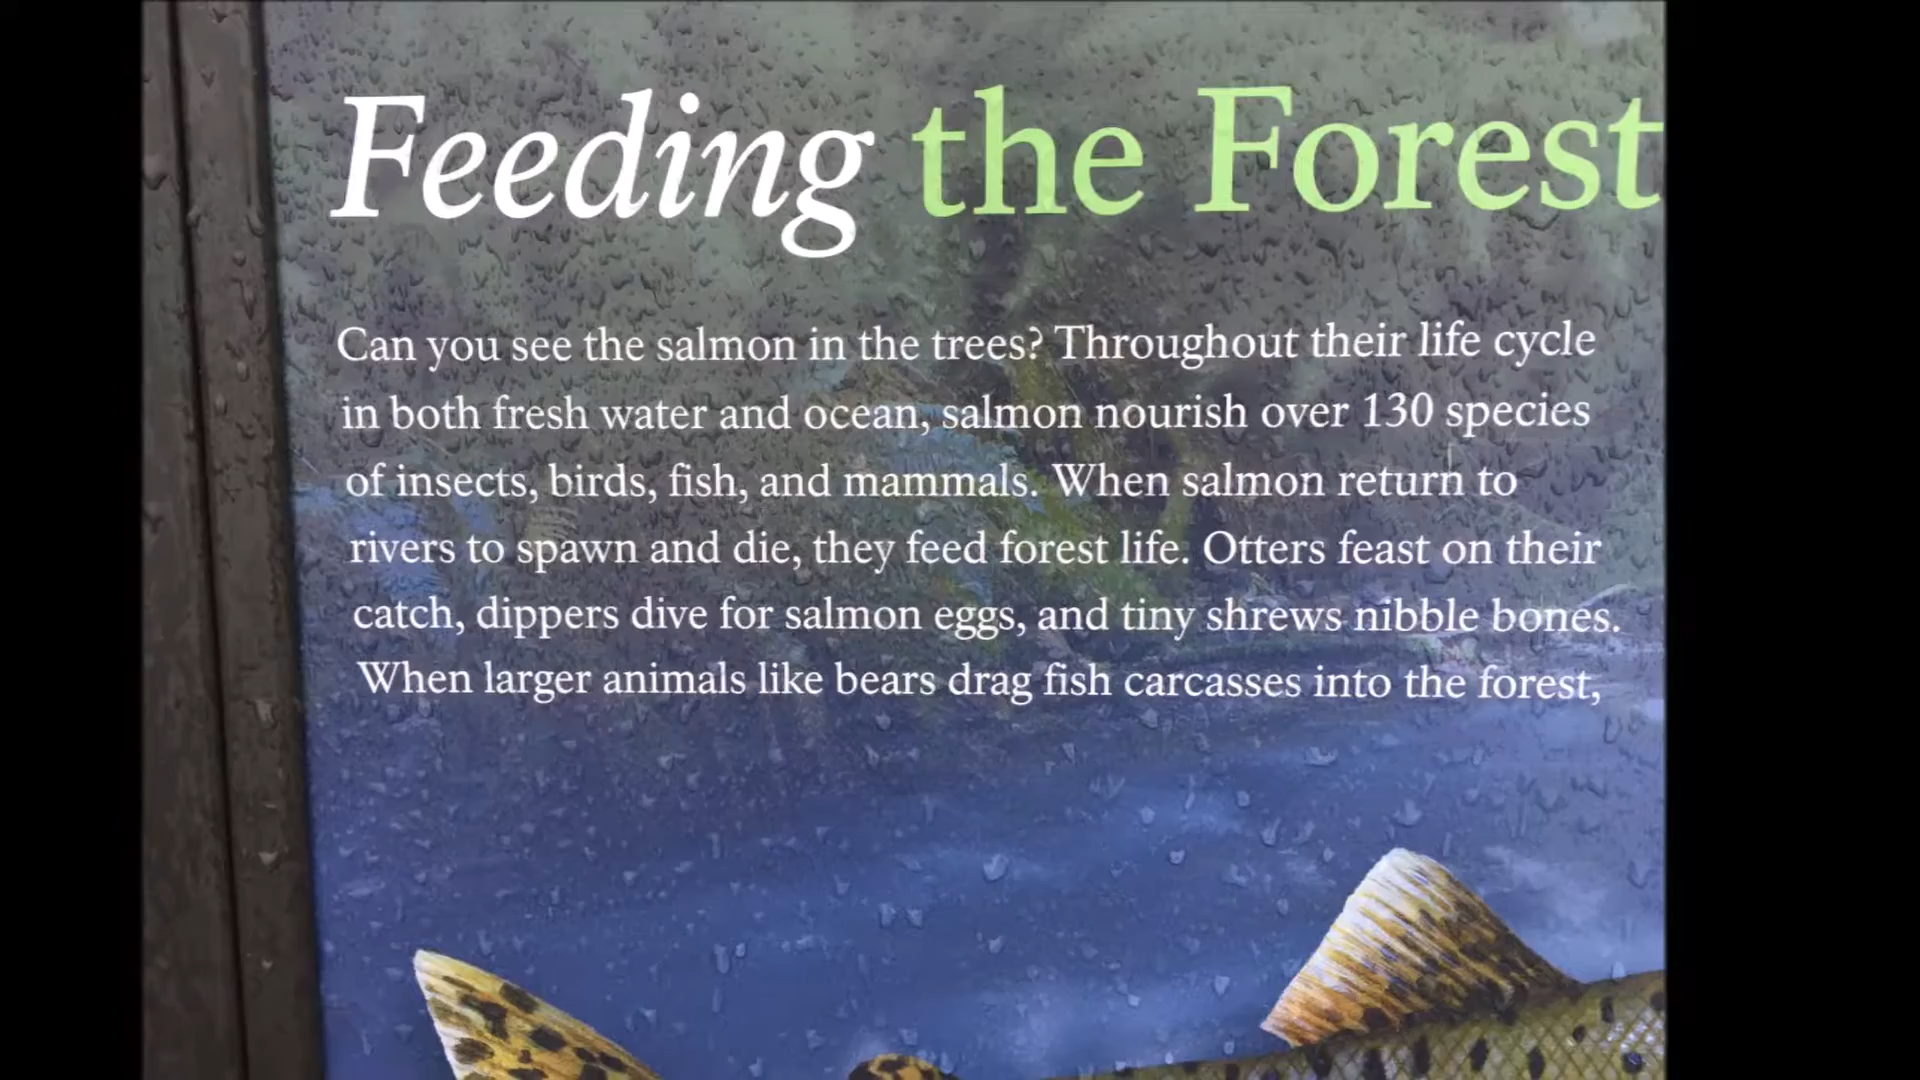 Feeding the Forest
Can you see the salmon in the trees? Throughout their life cycle
in both fresh water and ocean, salmon nourish over 130 species
of insects, birds, fish, and mammals. When salmon return to
rivers to spawn and die, they feed forest life. Otters feast on their
catch, dippers dive for salmon eggs, and tiny shrews nibble bones.
When larger animals like bears drag fish carcasses into the forest,